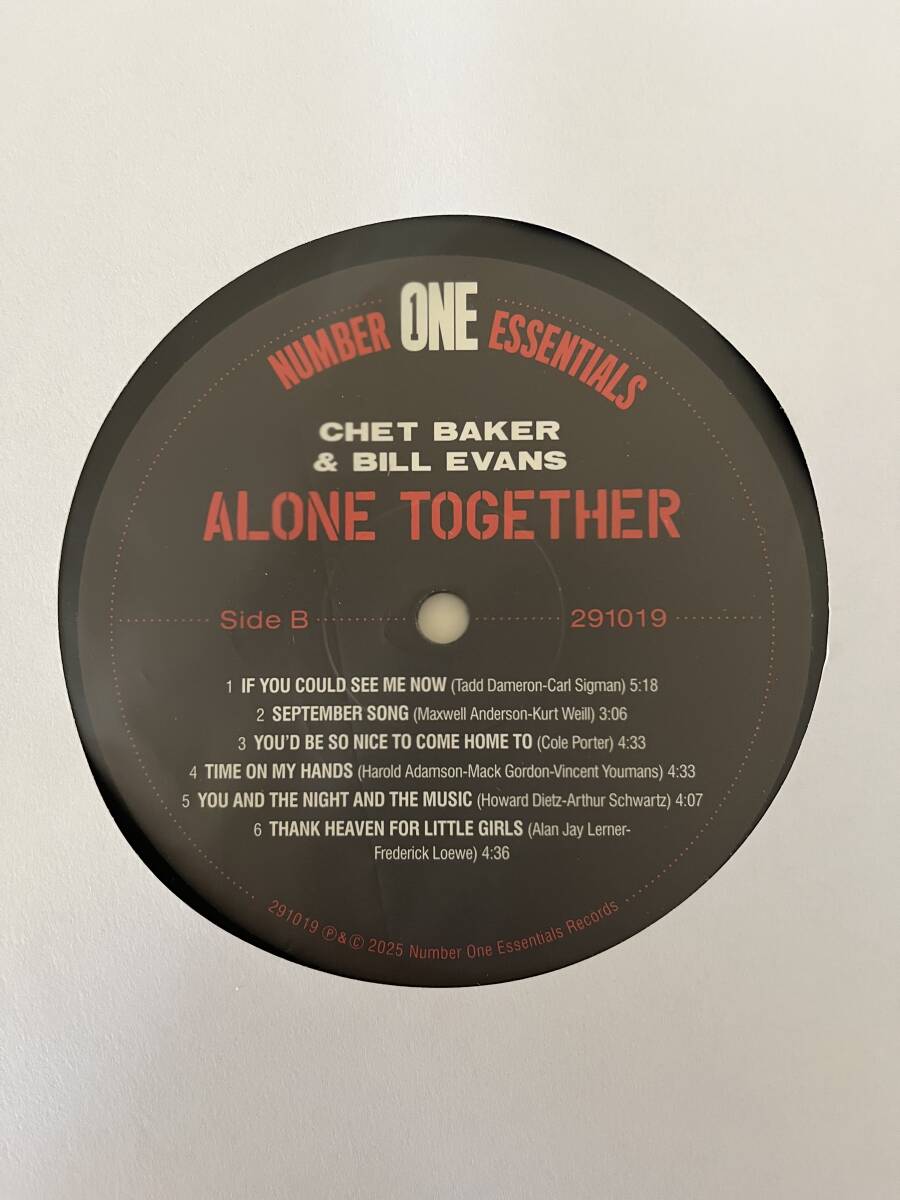 NUMBER ONE ESSENTIALS
CHET BAKER
& BILL EVANS
ALONE TOGETHER
Side B 291019
1 IF YOU COULD SEE ME NOW (Tadd Dameron-Carl Sigman) 5:18
2 SEPTEMBER SONG (Maxwell Anderson-Kurt Weill) 3:06
3 YOU'D BE SO NICE TO COME HOME TO (Cole Porter) 4:33
4 TIME ON MY HANDS (Harold Adamson-Mack Gordon-Vincent Youmans) 4:33
5 YOU AND THE NIGHT AND THE MUSIC (Howard Dietz-Arthur Schwartz) 4:07
6 THANK HEAVEN FOR LITTLE GIRLS (Alan Jay Lerner-
Frederick Loewe) 4:36
291019 ℗&© 2025 Number One Essentials Records